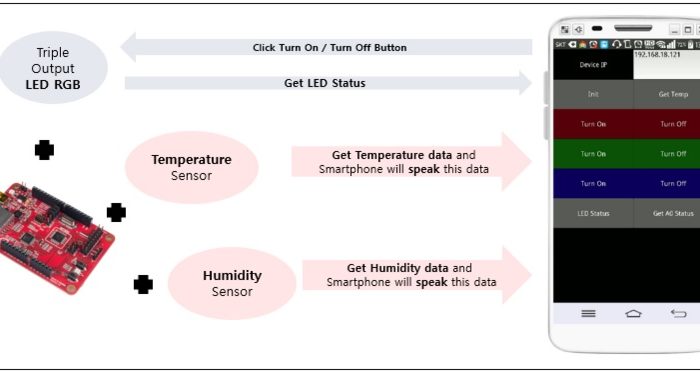 Triple
Output
LED RGB
Click Turn On / Turn Off Button
Get LED Status
Temperature
Sensor
Get Temperature data and
Smartphone will speak this data
Humidity
Sensor
Get Humidity data and
Smartphone will speak this data
SKT
72%
Device IP
192.168.18.121
Init
Get Temp
Turn On
Turn Off
Turn On
Turn Off
Turn On
Turn Off
LED Status
Get A0 Status